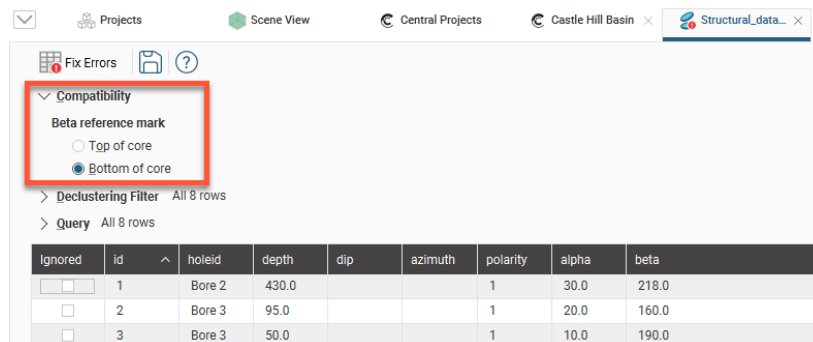 Projects Scene View Central Projects Castle Hill Basin Structural_data...
Fix Errors
Compatibility
Beta reference mark
Top of core
Bottom of core
Declustering Filter All 8 rows
Query All 8 rows
Ignored id holeid depth dip azimuth polarity alpha beta
1 Bore 2 430.0 1 30.0 218.0
2 Bore 3 95.0 1 20.0 160.0
3 Bore 3 50.0 1 10.0 190.0